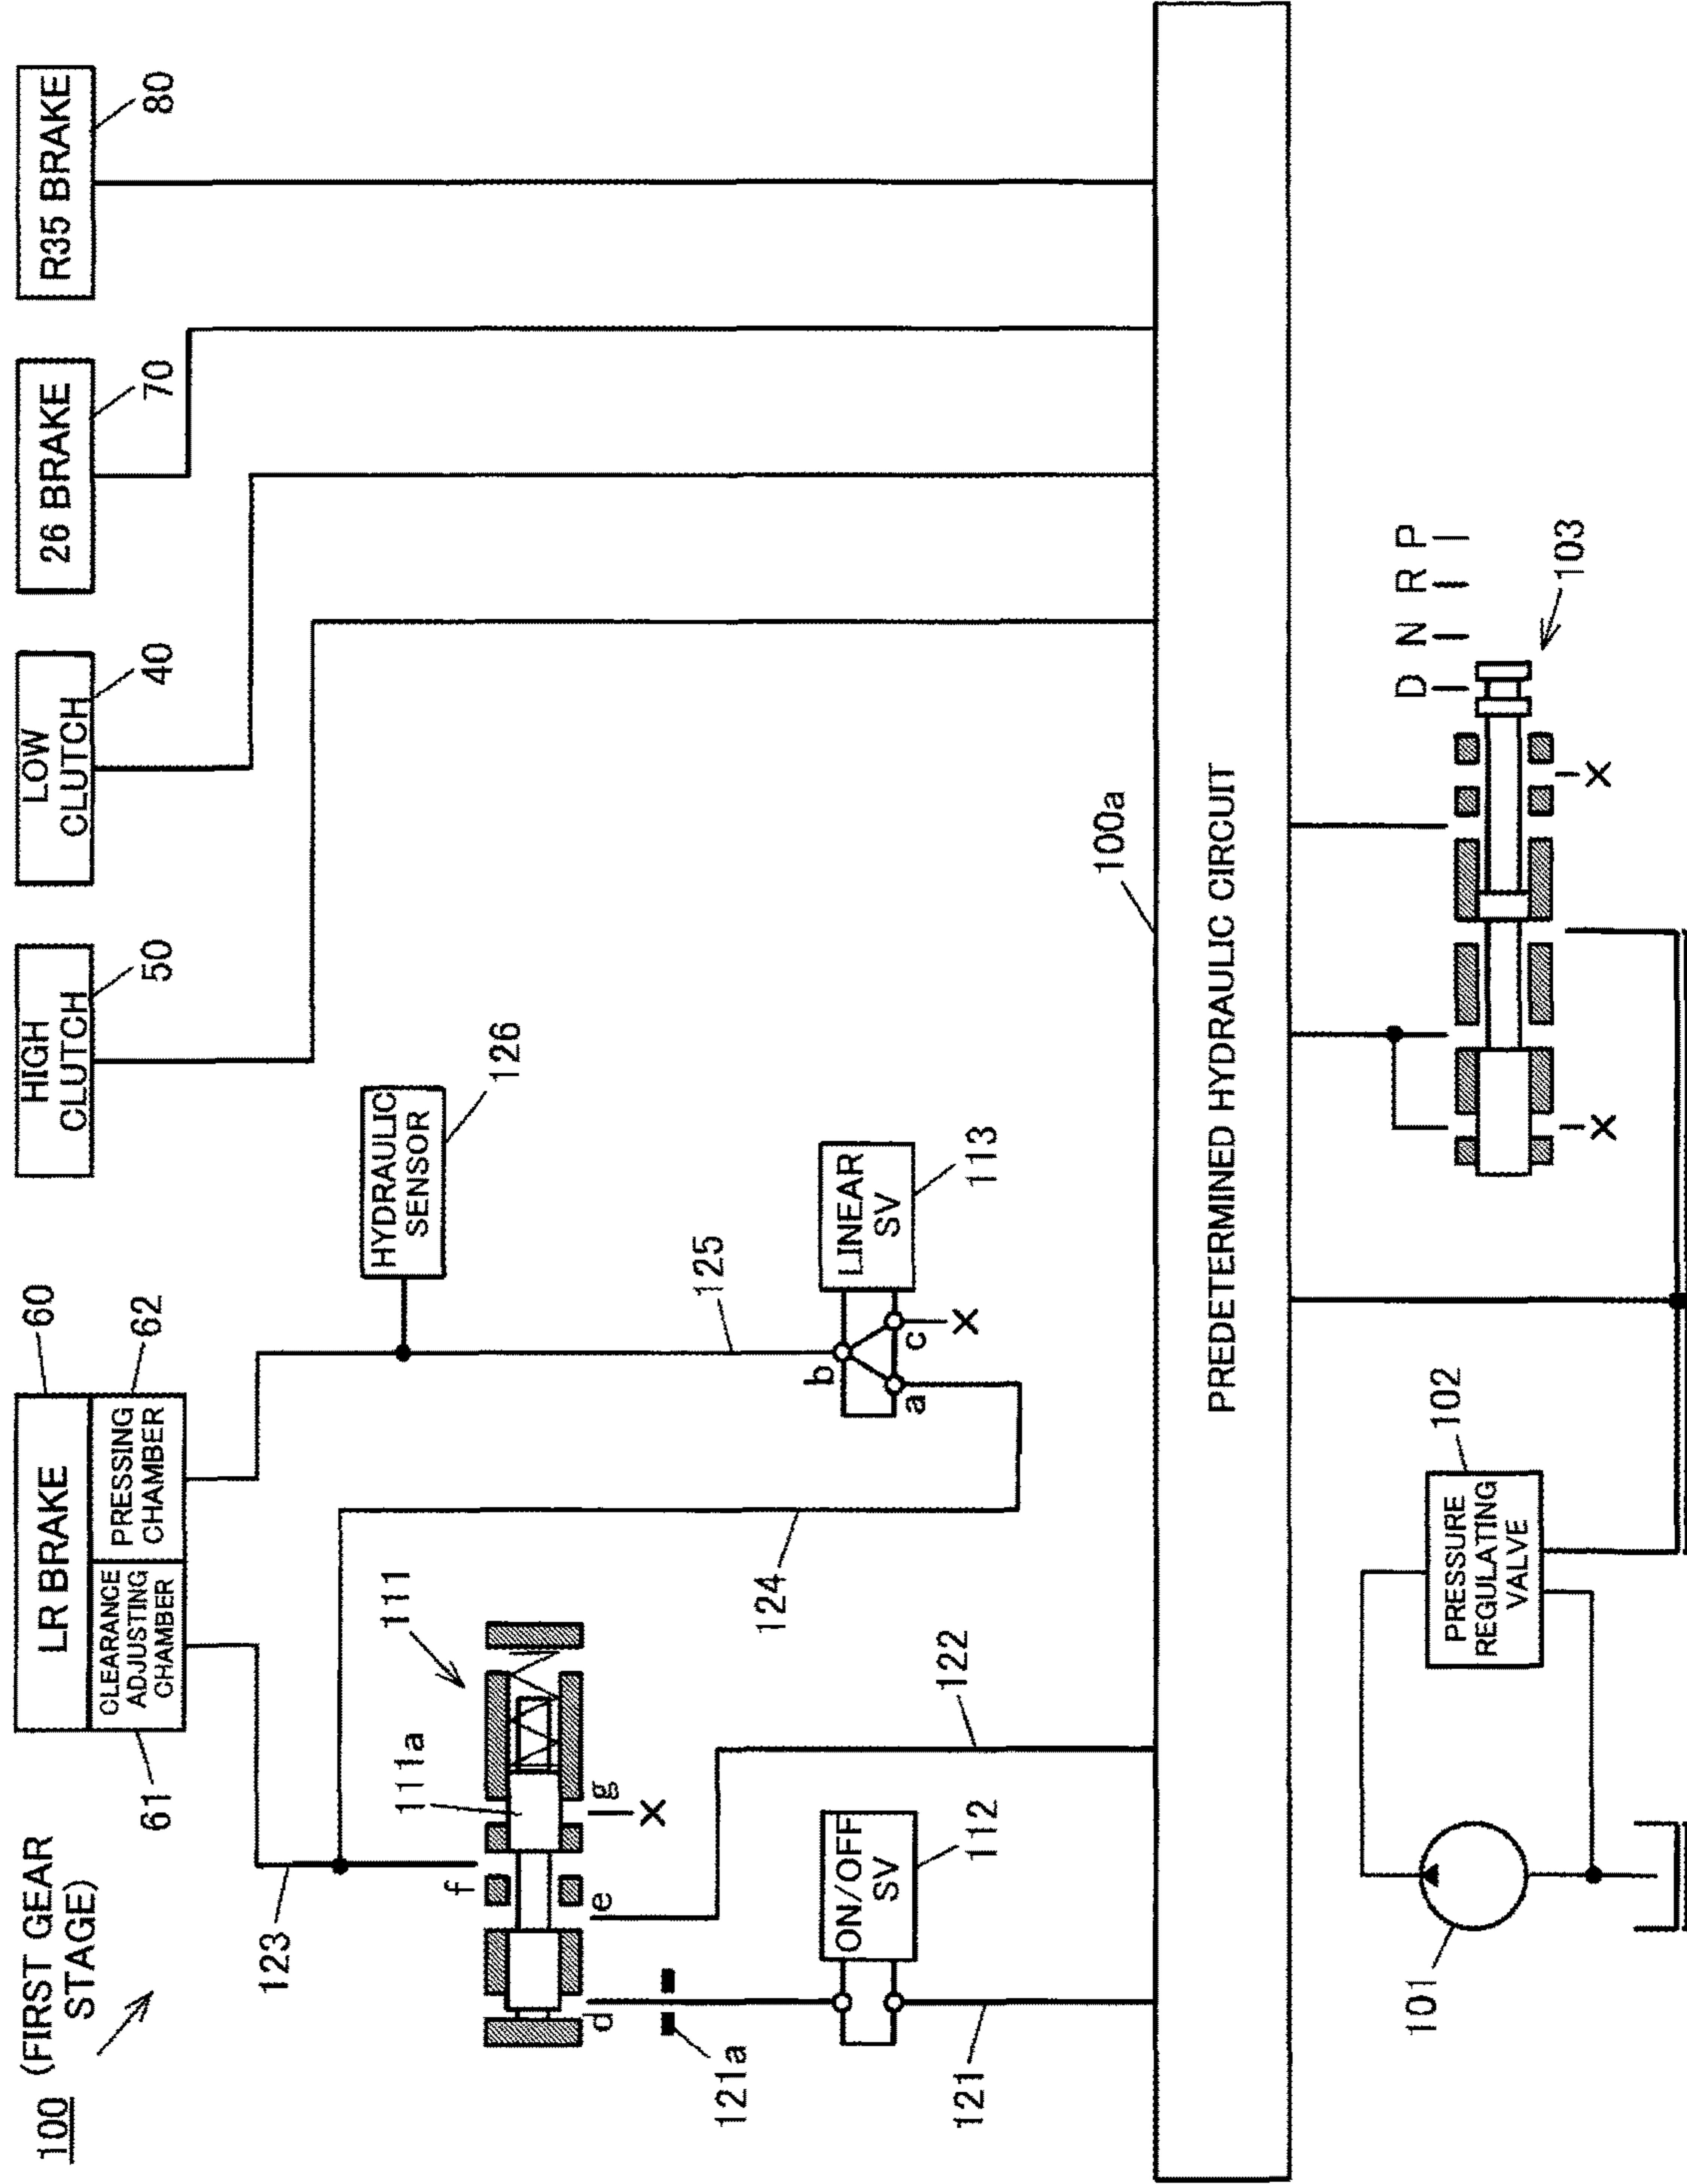 100 (FIRST GEAR
STAGE)
LR BRAKE
60
CLEARANCE
ADJUSTING
CHAMBER
61
PRESSING
CHAMBER
62
HIGH
CLUTCH
50
LOW
CLUTCH
40
26 BRAKE
70
R35 BRAKE
80
123
111a
111
f
d
e
g
X
HYDRAULIC
SENSOR
126
121a
ON/OFF
SV
112
121
122
124
125
LINEAR
SV
113
b
a
c
X
100a
PREDETERMINED HYDRAULIC CIRCUIT
101
PRESSURE
REGULATING
VALVE
102
D N R P
103
X
X